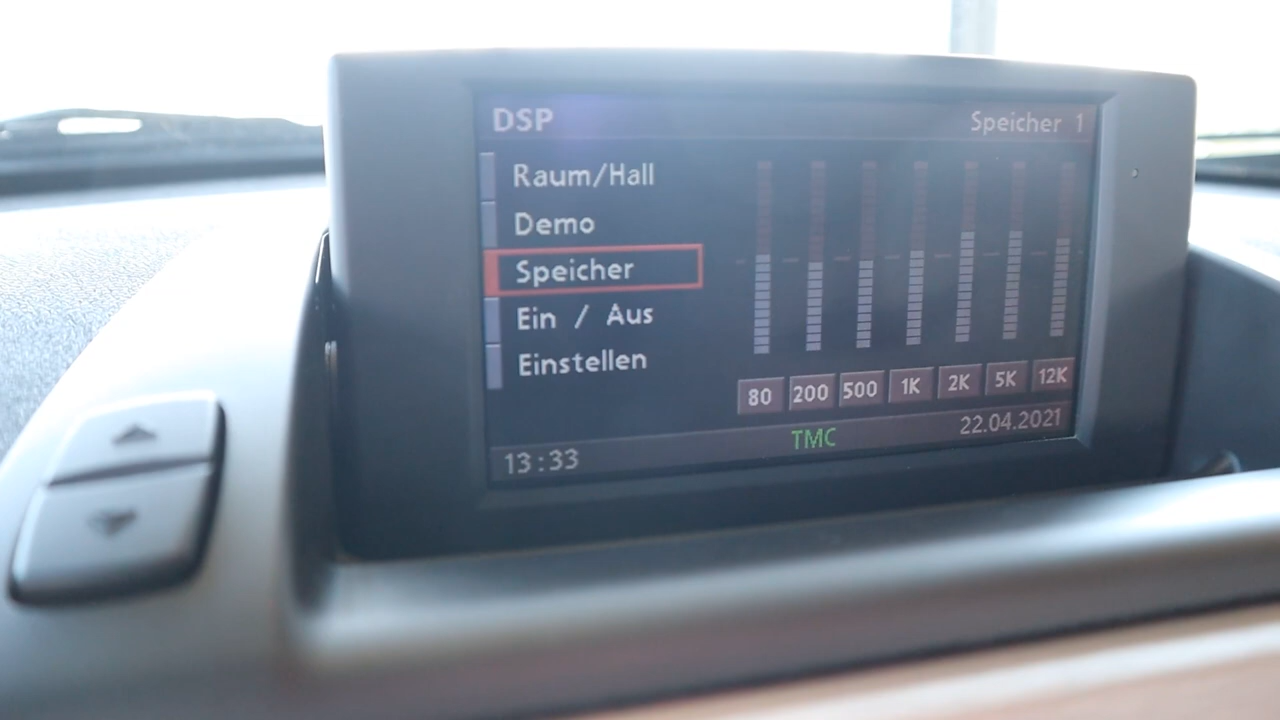 DSP
Speicher 1
Raum/Hall
Demo
Speicher
Ein / Aus
Einstellen
80 200 500 1K 2K 5K 12K
13:33 TMC 22.04.2021